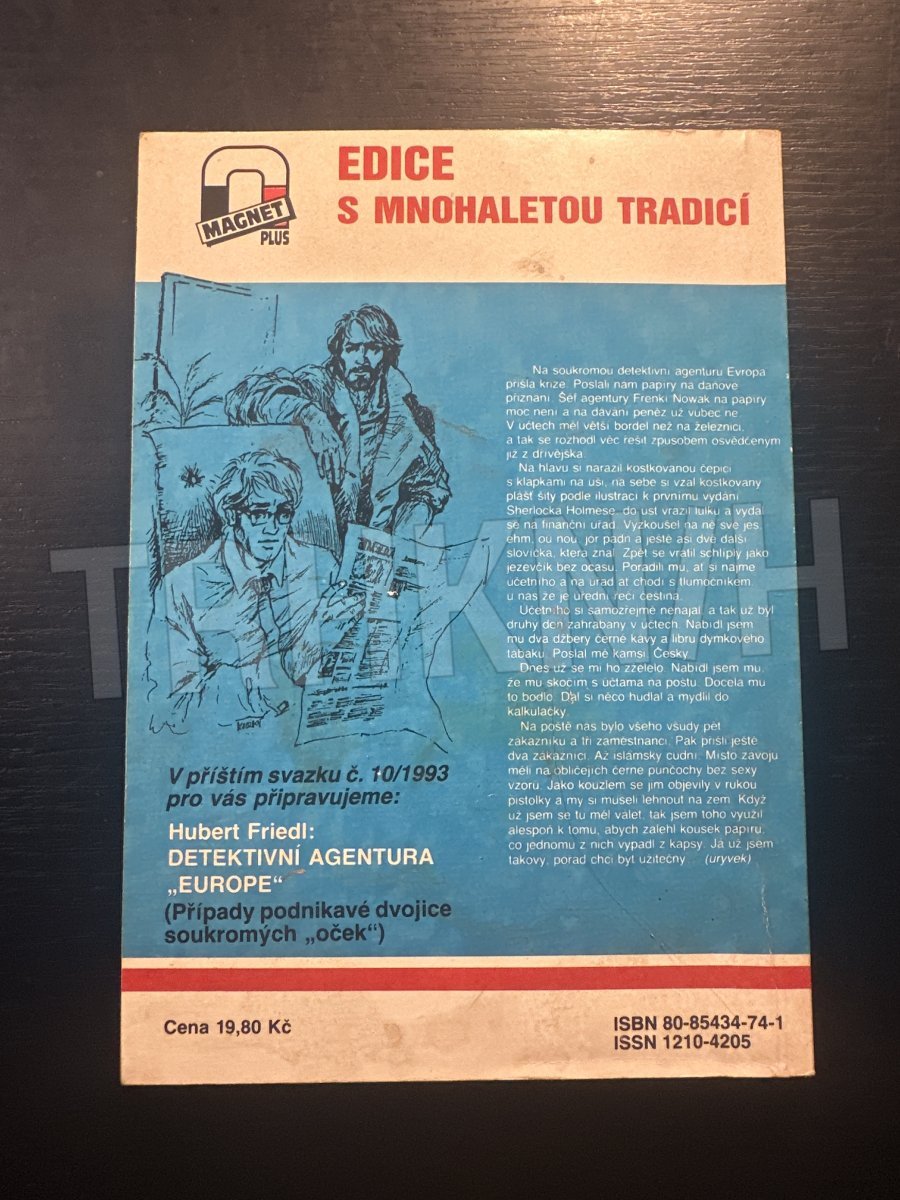 MAGNET
PLUS
EDICE
S MNOHALETOU TRADICÍ
Na soukromou detektivní agenturu Evropa
přišla krize. Poslali nám papíry na daňové
přiznání. Šéf agentury Frenki Nowak na papíry
moc není a na dávání peněz už vůbec ne.
V účtech měl větší bordel než na železnici,
a tak se rozhodl věc řešit způsobem osvědčeným
již z dřívějška.
Na hlavu si narazil kostkovanou čepici
s klapkami na uši, na sebe si vzal kostkovaný
plášť šitý podle ilustrací k prvnímu vydání
Sherlocka Holmese, do úst vrazil lulku a vydal
se na finanční úřad. Vyzkoušel na ně své jes,
ehm, ou nou, jor padn a ještě asi dvě další
slovíčka, která znal. Zpět se vrátil schliplý jako
jezevčík bez ocasu. Poradili mu, ať si najme
účetního a na úřad ať chodí s tlumočníkem,
u nás že je úřední řečí čeština.
Účetního si samozřejmě nenajal, a tak už byl
druhý den zahrabaný v účtech. Nabídl jsem
mu dva džbery černé kávy a libru dýmkového
tabáku. Poslal mě kamsi. Česky.
Dnes už se mi ho zželelo. Nabídl jsem mu,
že mu skočím s účtama na poštu. Docela mu
to bodlo. Dál si něco hudlal a mydlil do
kalkulačky.
Na poště nás bylo všeho všudy pět
zákazníků a tři zaměstnanci. Pak přišli ještě
dva zákazníci. Až islámsky cudní. Místo závojů
měli na obličejích černé punčochy bez sexy
vzorů. Jako kouzlem se jim objevily v rukou
pistolky a my si museli lehnout na zem. Když
už jsem se tu měl válet, tak jsem toho využil
alespoň k tomu, abych zalehl kousek papíru,
co jednomu z nich vypadl z kapsy. Já už jsem
takový, pořád chci být užitečný. (úryvek)
V příštím svazku č. 10/1993
pro vás připravujeme:
Hubert Friedl:
DETEKTIVNÍ AGENTURA
„EUROPE“
(Případy podnikavé dvojice
soukromých „oček“)
Cena 19,80 Kč
ISBN 80-85434-74-1
ISSN 1210-4205